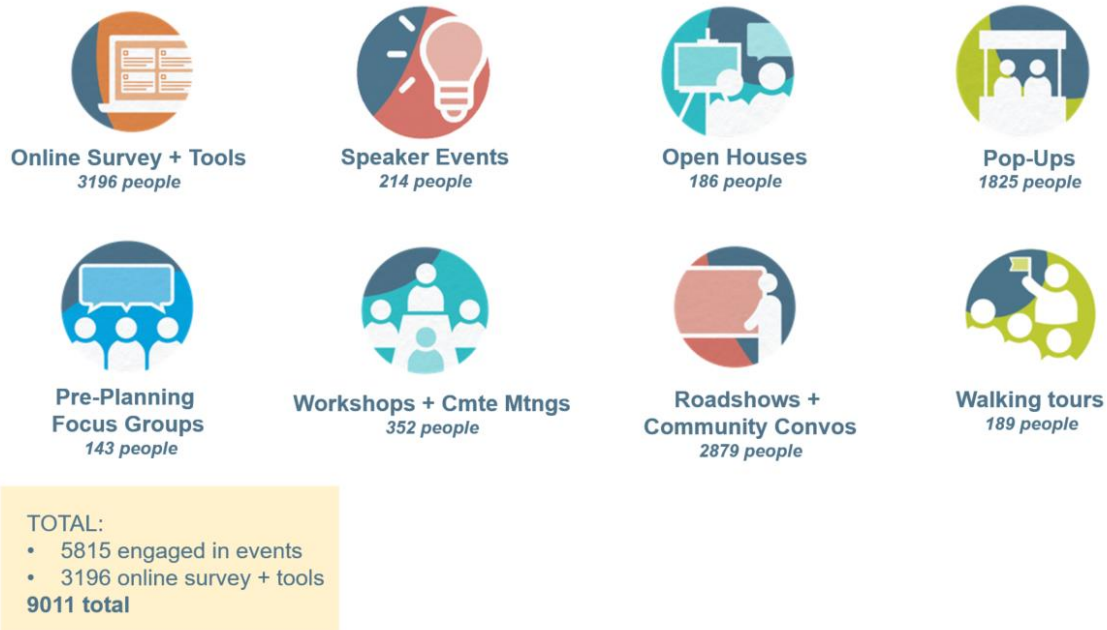 Online Survey + Tools
3196 people
Speaker Events
214 people
Open Houses
186 people
Pop-Ups
1825 people
Pre-Planning
Focus Groups
143 people
Workshops + Cmte Mtngs
352 people
Roadshows +
Community Convos
2879 people
Walking tours
189 people
TOTAL:
• 5815 engaged in events
• 3196 online survey + tools
9011 total